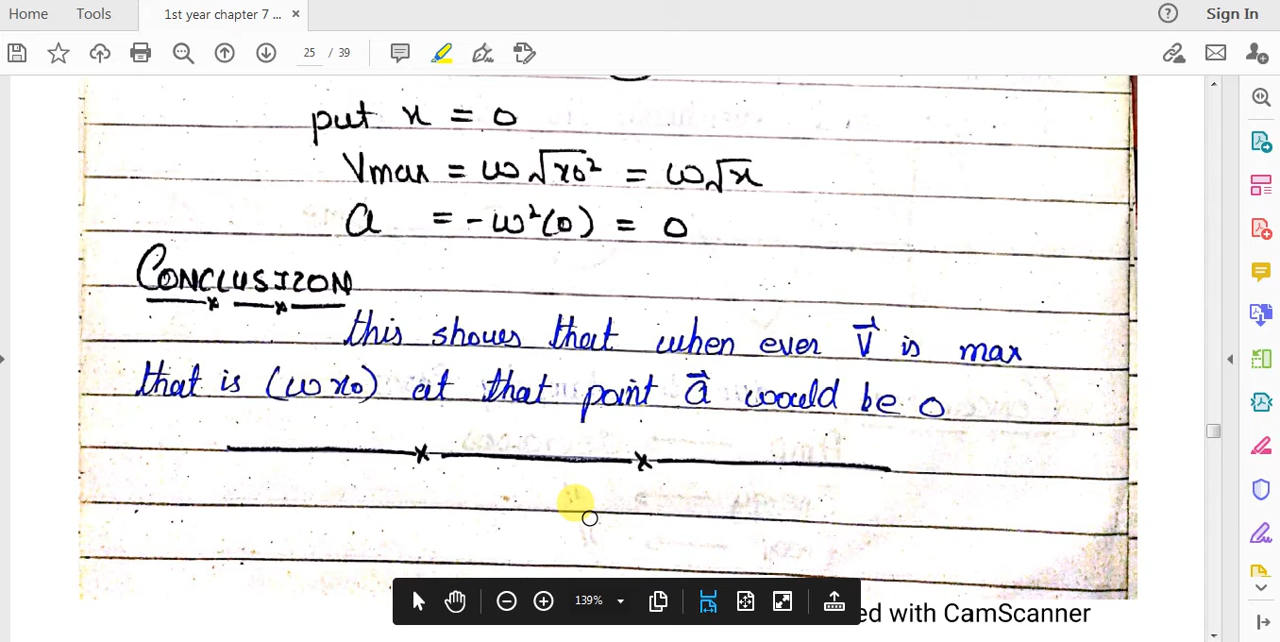 Home Tools 1st year chapter 7 ... × Sign In
25 / 39
put x = 0
Vmax = ω√x₀² = ω√x
a = -ω²(0) = 0
CONCLUSION
this shows that when ever V⃗ is max
that is (ωx₀) at that point a⃗ would be 0
139%
ed with CamScanner